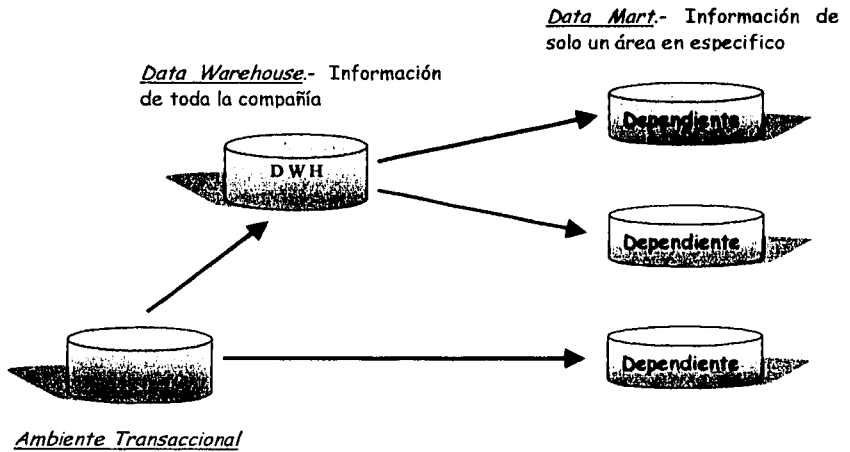 Data Mart.- Información de
solo un área en especifico
Data Warehouse.- Información
de toda la compañía
Dependiente
DWH
Dependiente
Dependiente
Ambiente Transaccional